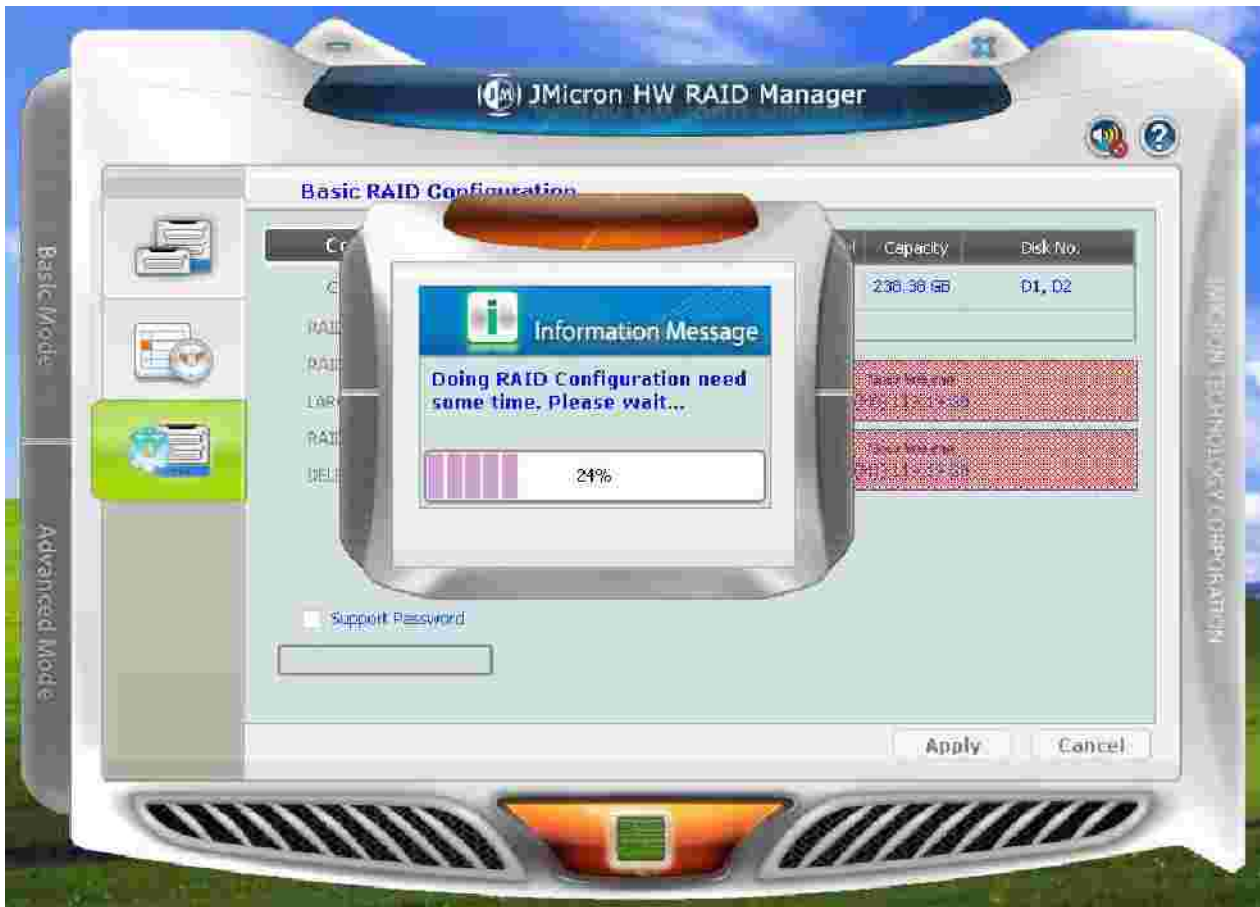 (JM) JMicron HW RAID Manager
Basic RAID Configuration
Capacity
Disk No.
238.38 GB
D1, D2
Information Message
Doing RAID Configuration need
some time. Please wait...
24%
Support Password
Apply
Cancel
Basic Mode
Advanced Mode
JMICRON TECHNOLOGY CORPORATION